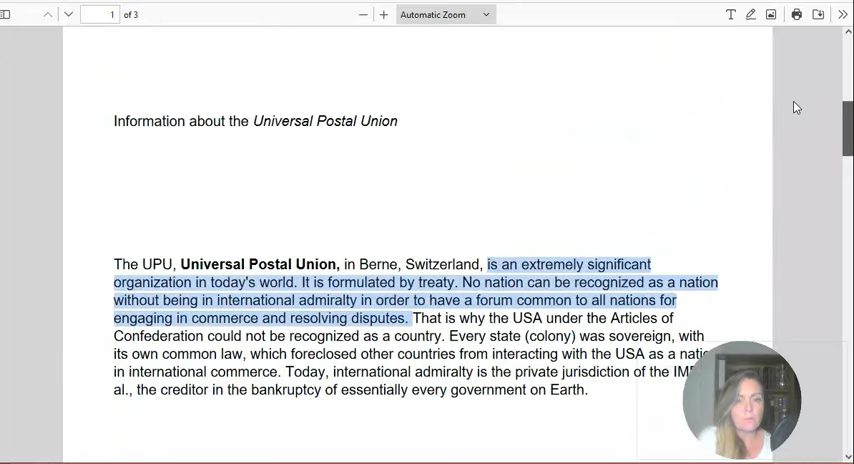 1 of 3 Automatic Zoom
Information about the Universal Postal Union
The UPU, Universal Postal Union, in Berne, Switzerland, is an extremely significant
organization in today's world. It is formulated by treaty. No nation can be recognized as a nation
without being in international admiralty in order to have a forum common to all nations for
engaging in commerce and resolving disputes. That is why the USA under the Articles of
Confederation could not be recognized as a country. Every state (colony) was sovereign, with
its own common law, which foreclosed other countries from interacting with the USA as a
in international commerce. Today, international admiralty is the private jurisdiction of the
al., the creditor in the bankruptcy of essentially every government on Earth.